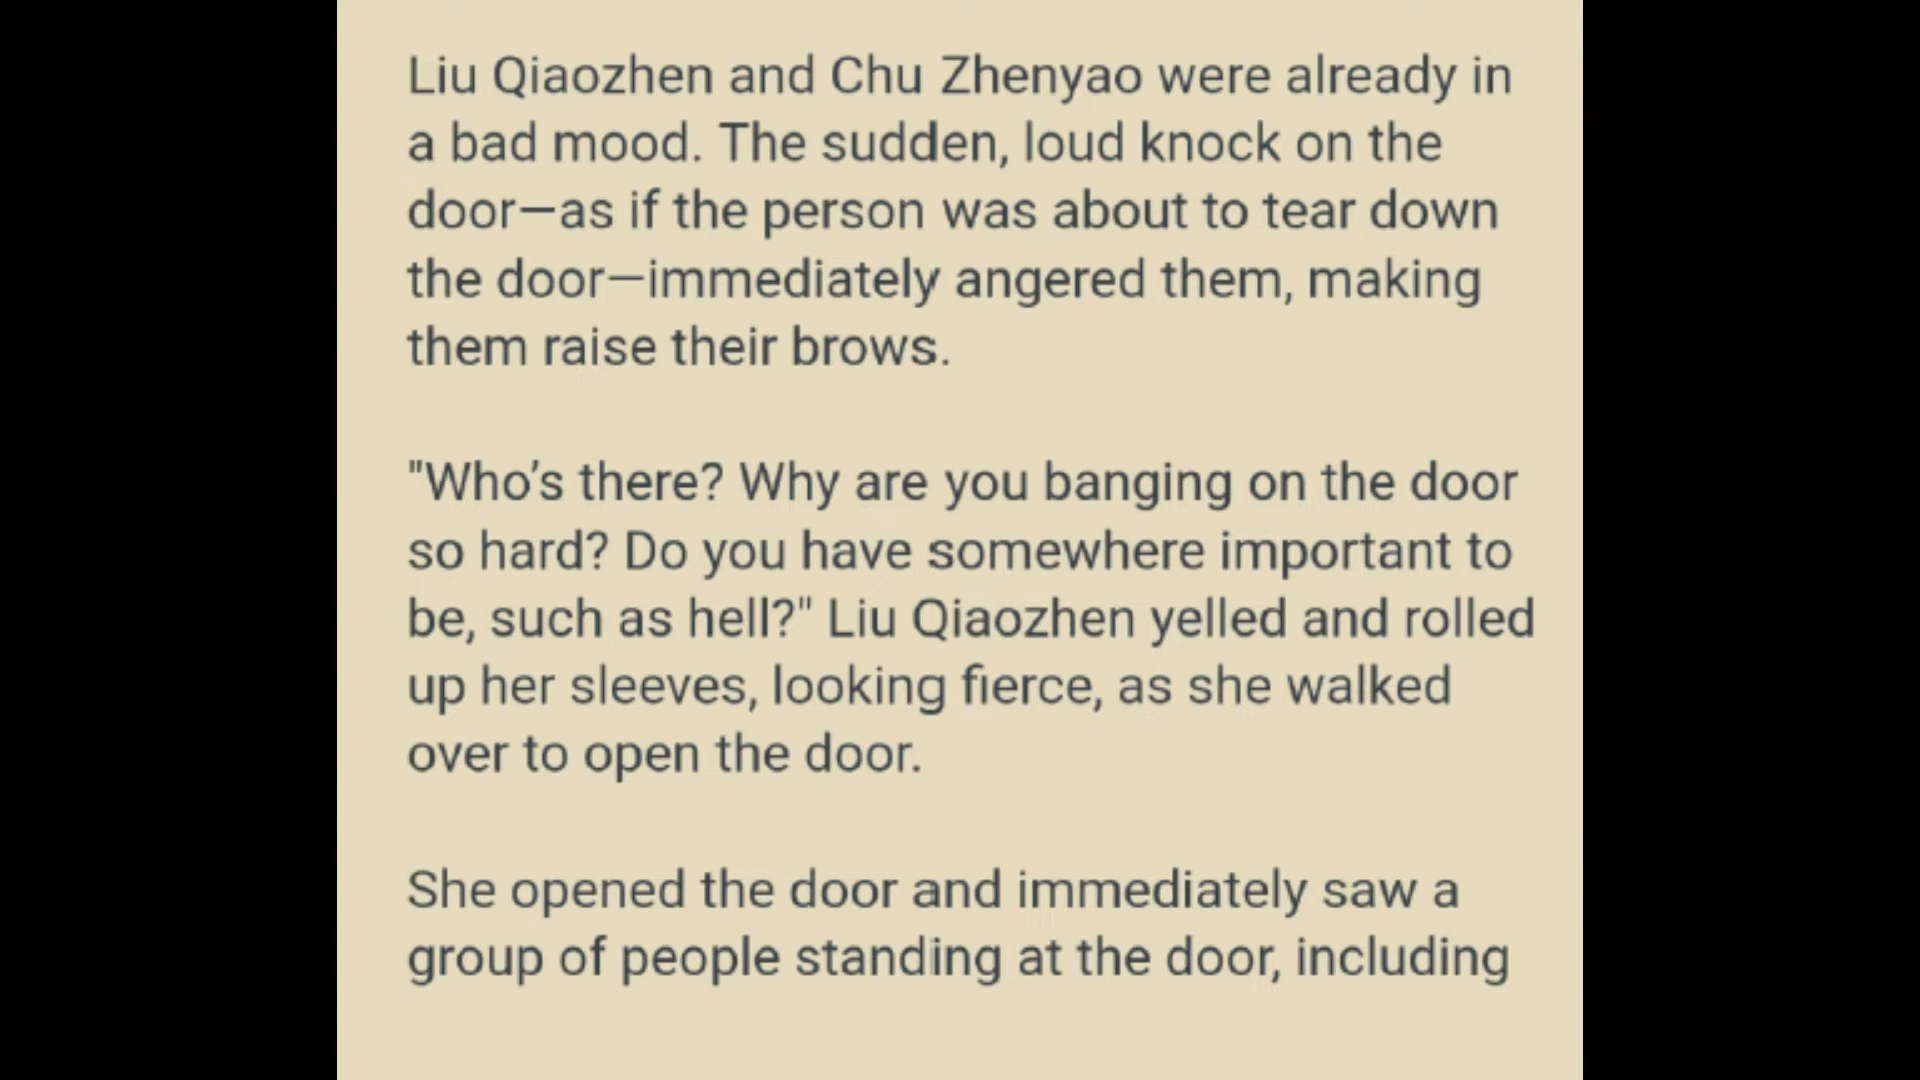 Liu Qiaozhen and Chu Zhenyao were already in
a bad mood. The sudden, loud knock on the
door—as if the person was about to tear down
the door—immediately angered them, making
them raise their brows.
"Who’s there? Why are you banging on the door
so hard? Do you have somewhere important to
be, such as hell?" Liu Qiaozhen yelled and rolled
up her sleeves, looking fierce, as she walked
over to open the door.
She opened the door and immediately saw a
group of people standing at the door, including